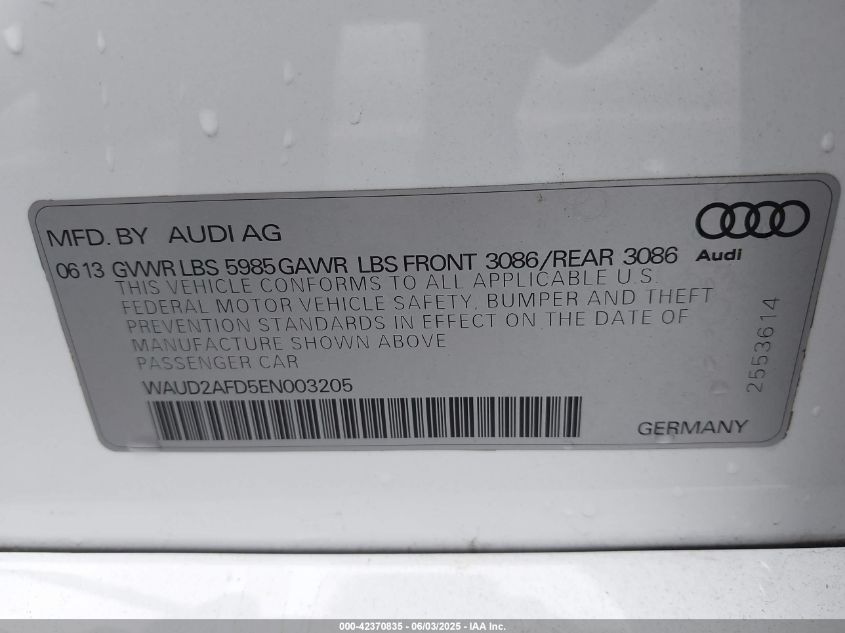 MFD. BY AUDI AG
Audi
06 13 GVWR LBS 5985 GAWR LBS FRONT 3086/REAR 3086
THIS VEHICLE CONFORMS TO ALL APPLICABLE U.S.
FEDERAL MOTOR VEHICLE SAFETY, BUMPER AND THEFT
PREVENTION STANDARDS IN EFFECT ON THE DATE OF
MANUFACTURE SHOWN ABOVE
PASSENGER CAR
WAUD2AFD5EN003205
2553614
GERMANY
000-42370835 - 06/03/2025 - IAA Inc.